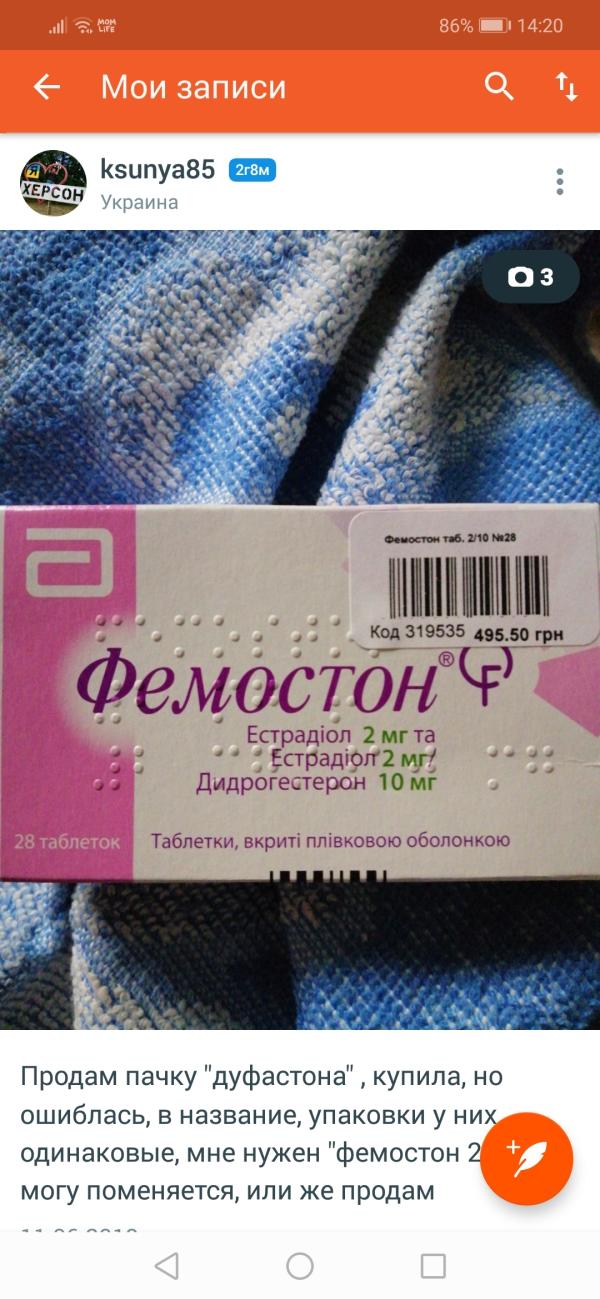 MOM
LIFE
86%
14:20
Мои записи
ksunya85 2г8м
Украина
Я
ХЕРСОН
3
Фемостон таб. 2/10 №28
Код 319535 495.50 грн
Фемостон®
Естрадіол 2 мг та
Естрадіол 2 мг/
Дидрогестерон 10 мг
28 таблеток
Таблетки, вкриті плівковою оболонкою
Продам пачку "дуфастона" , купила, но
ошиблась, в название, упаковки у них
одинаковые, мне нужен "фемостон 2
могу поменяется, или же продам